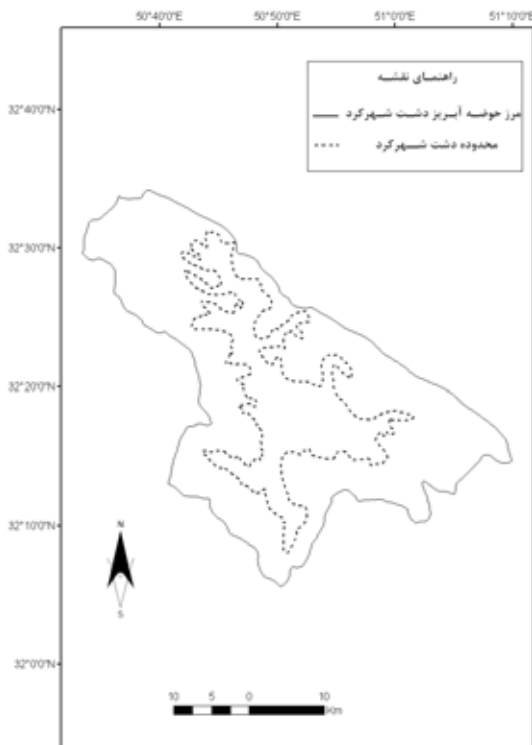 50°40'0"E 50°50'0"E 51°0'0"E 51°10'0"E
راهنمای نقشه
مرز حوضه آبریز دشت شهرکرد
محدوده دشت شهرکرد
32°40'0"N
32°30'0"N
32°20'0"N
32°10'0"N
32°0'0"N
N
S
10 5 0 10
Km